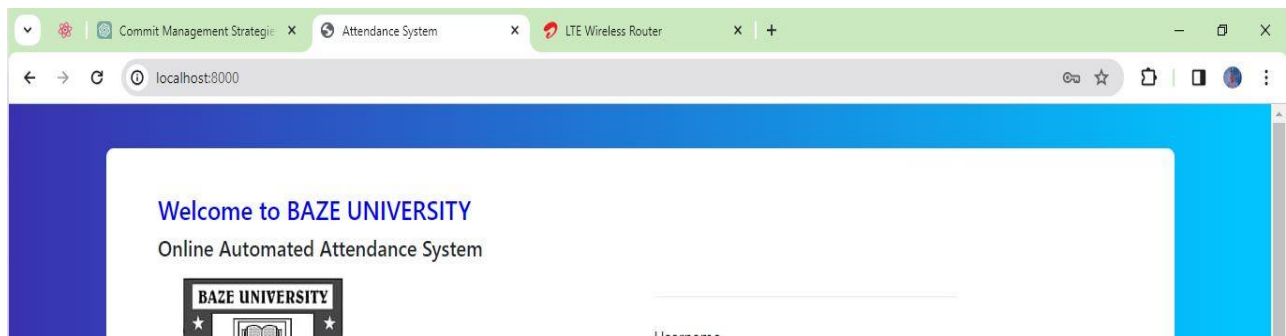 Commit Management Strategie
Attendance System
LTE Wireless Router
localhost:8000
Welcome to BAZE UNIVERSITY
Online Automated Attendance System
BAZE UNIVERSITY
Username